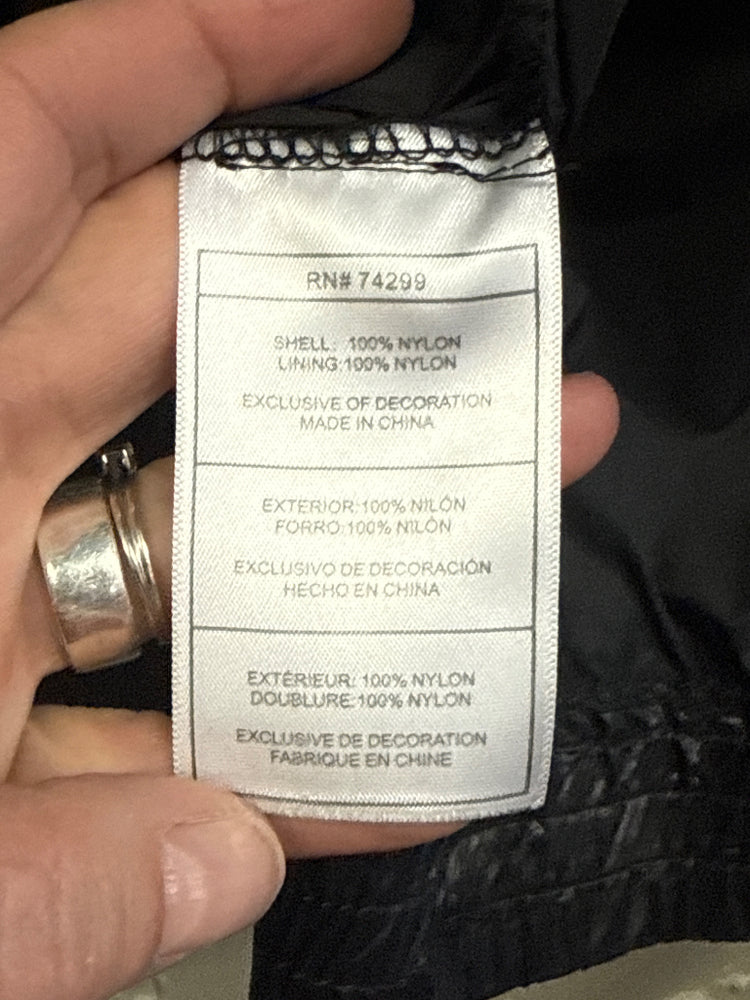 RN# 74299
SHELL: 100% NYLON
LINING:100% NYLON
EXCLUSIVE OF DECORATION
MADE IN CHINA
EXTERIOR:100% NILÓN
FORRO:100% NILÓN
EXCLUSIVO DE DECORACIÓN
HECHO EN CHINA
EXTÉRIEUR: 100% NYLON
DOUBLURE:100% NYLON
EXCLUSIVE DE DECORATION
FABRIQUE EN CHINE